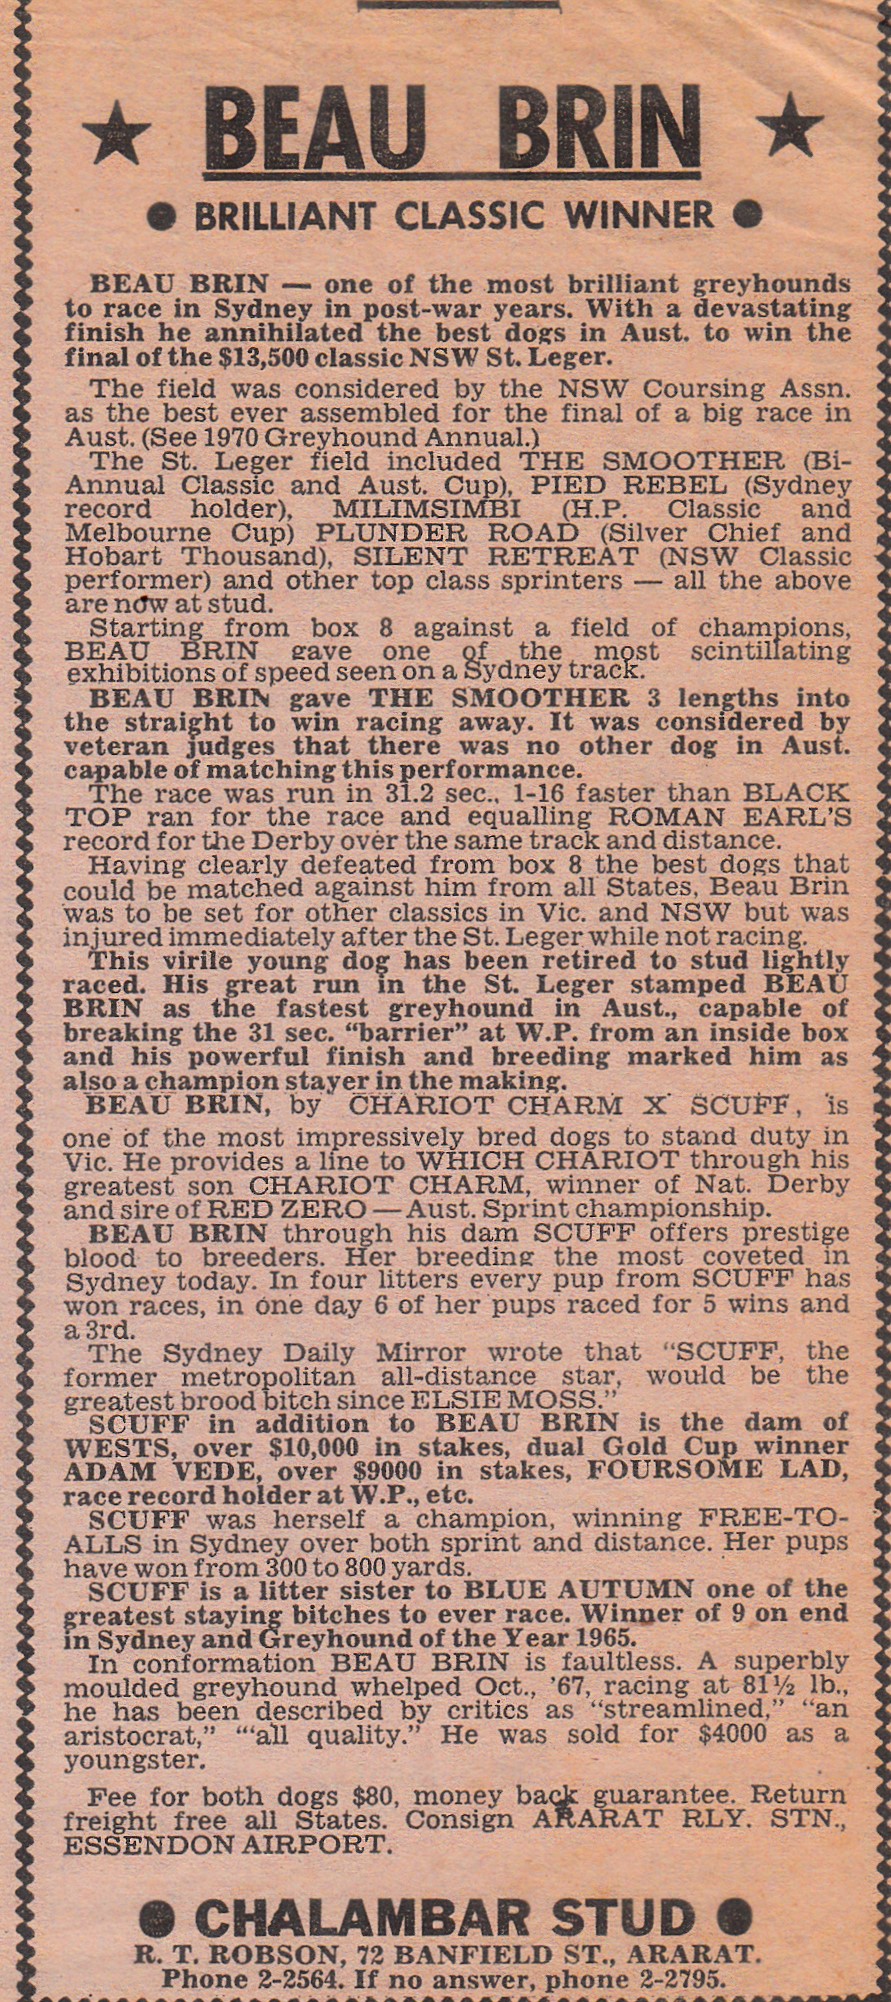 ★ BEAU BRIN ★
● BRILLIANT CLASSIC WINNER ●
BEAU BRIN — one of the most brilliant greyhounds
to race in Sydney in post-war years. With a devastating
finish he annihilated the best dogs in Aust. to win the
final of the $13,500 classic NSW St. Leger.
The field was considered by the NSW Coursing Assn.
as the best ever assembled for the final of a big race in
Aust. (See 1970 Greyhound Annual.)
The St. Leger field included THE SMOOTHER (Bi-
Annual Classic and Aust. Cup), PIED REBEL (Sydney
record holder), MILIMSIMBI (H.P. Classic and
Melbourne Cup) PLUNDER ROAD (Silver Chief and
Hobart Thousand), SILENT RETREAT (NSW Classic
performer) and other top class sprinters — all the above
are now at stud.
Starting from box 8 against a field of champions,
BEAU BRIN gave one of the most scintillating
exhibitions of speed seen on a Sydney track.
BEAU BRIN gave THE SMOOTHER 3 lengths into
the straight to win racing away. It was considered by
veteran judges that there was no other dog in Aust.
capable of matching this performance.
The race was run in 31.2 sec., 1-16 faster than BLACK
TOP ran for the race and equalling ROMAN EARL'S
record for the Derby over the same track and distance.
Having clearly defeated from box 8 the best dogs that
could be matched against him from all States, Beau Brin
was to be set for other classics in Vic. and NSW but was
injured immediately after the St. Leger while not racing.
This virile young dog has been retired to stud lightly
raced. His great run in the St. Leger stamped BEAU
BRIN as the fastest greyhound in Aust., capable of
breaking the 31 sec. "barrier" at W.P. from an inside box
and his powerful finish and breeding marked him as
also a champion stayer in the making.
BEAU BRIN, by CHARIOT CHARM X SCUFF, is
one of the most impressively bred dogs to stand duty in
Vic. He provides a line to WHICH CHARIOT through his
greatest son CHARIOT CHARM, winner of Nat. Derby
and sire of RED ZERO — Aust. Sprint championship.
BEAU BRIN through his dam SCUFF offers prestige
blood to breeders. Her breeding the most coveted in
Sydney today. In four litters every pup from SCUFF has
won races, in one day 6 of her pups raced for 5 wins and
a 3rd.
The Sydney Daily Mirror wrote that "SCUFF, the
former metropolitan all-distance star, would be the
greatest brood bitch since ELSIE MOSS."
SCUFF in addition to BEAU BRIN is the dam of
WESTS, over $10,000 in stakes, dual Gold Cup winner
ADAM VEDE, over $9000 in stakes, FOURSOME LAD,
race record holder at W.P., etc.
SCUFF was herself a champion, winning FREE-TO-
ALLS in Sydney over both sprint and distance. Her pups
have won from 300 to 800 yards.
SCUFF is a litter sister to BLUE AUTUMN one of the
greatest staying bitches to ever race. Winner of 9 on end
in Sydney and Greyhound of the Year 1965.
In conformation BEAU BRIN is faultless. A superbly
moulded greyhound whelped Oct., '67, racing at 81½ lb.,
he has been described by critics as "streamlined," "an
aristocrat," "'all quality." He was sold for $4000 as a
youngster.
Fee for both dogs $80, money back guarantee. Return
freight free all States. Consign ARARAT RLY. STN.,
ESSENDON AIRPORT.
● CHALAMBAR STUD ●
R. T. ROBSON, 72 BANFIELD ST., ARARAT.
Phone 2-2564. If no answer, phone 2-2795.